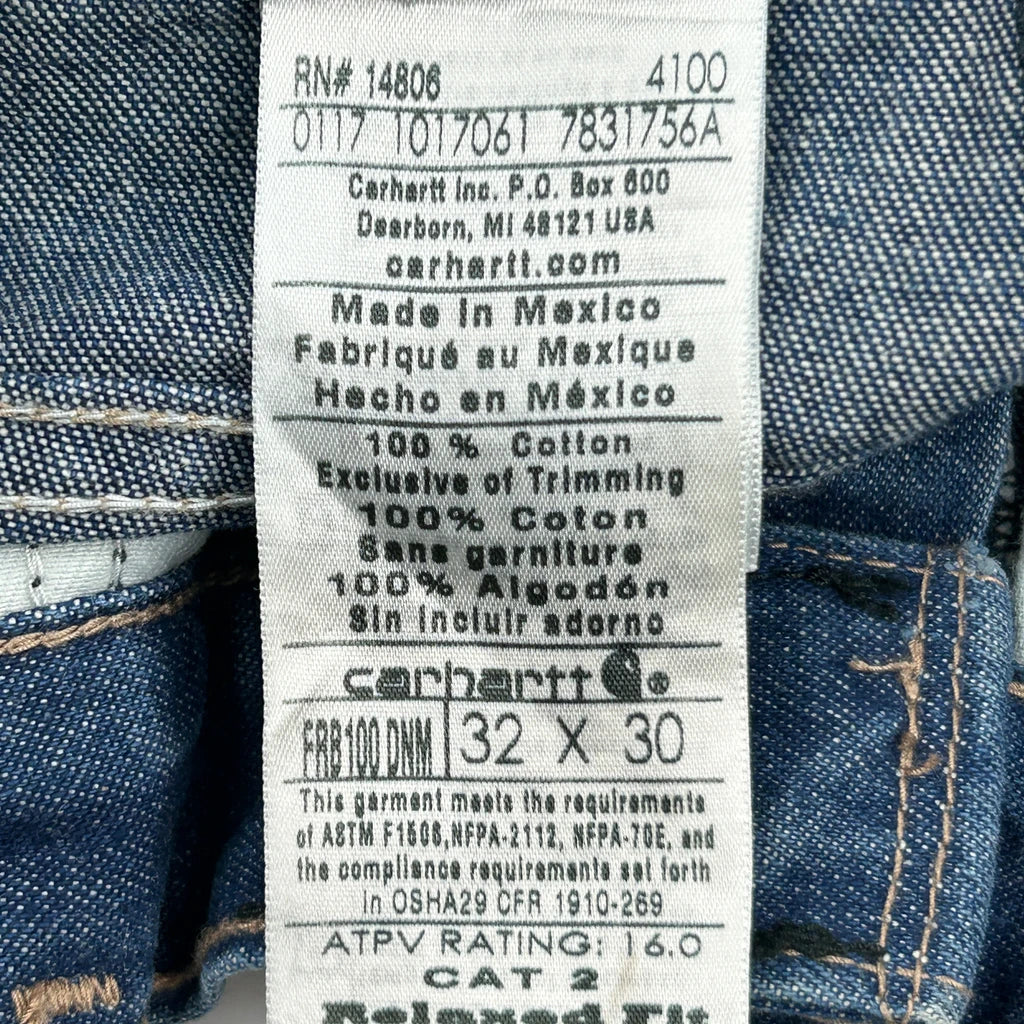 RN# 14806 4100
0117 1017061 7831756A
Carhartt Inc. P.O. Box 600
Dearborn, MI 48121 USA
carhartt.com
Made in Mexico
Fabriqué au Mexique
Hecho en México
100 % Cotton
Exclusive of Trimming
100% Coton
Sans garniture
100% Algodón
Sin incluir adorno
carhartt®
FRB100 DNM 32 X 30
This garment meets the requirements
of ASTM F1506,NFPA-2112, NFPA-70E, and
the compliance requirements set forth
in OSHA29 CFR 1910-269
ATPV RATING: 16.0
CAT 2
Relaxed Fit